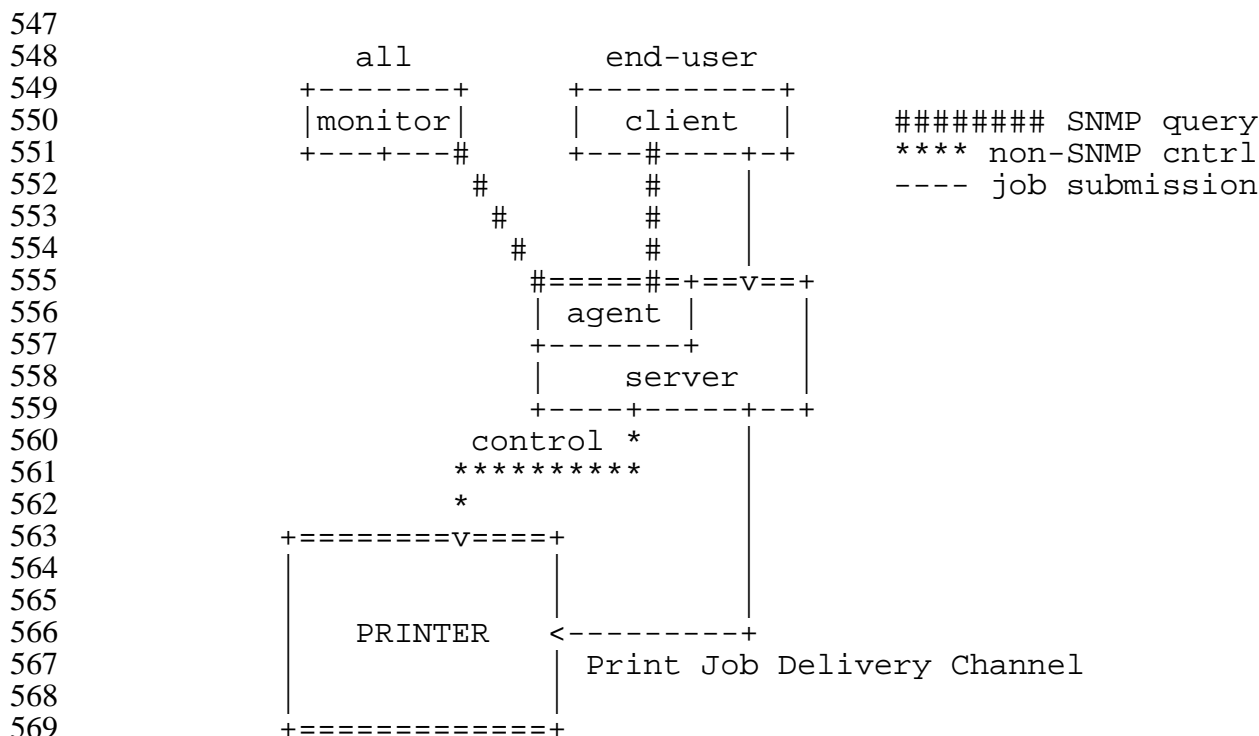 547
548                 all             end-user
549              +-------+     +----------+
550              |monitor|     |  client  |     ######## SNMP query
551              +---+---#     +---#----+-+     **** non-SNMP cntrl
552                       #        #    |       ---- job submission
553                        #       #    |
554                         #      #    |
555                          #=====#=+==v==+
556                          | agent |     |
557                          +-------+     |
558                          |    server   |
559                          +----+-----+--+
560                      control *     |
561                     **********     |
562                     *              |
563             +========v====+        |
564             |             |        |
565             |             |        |
566             |   PRINTER   <---------+
567             |             | Print Job Delivery Channel
568             |             |
569             +=============+